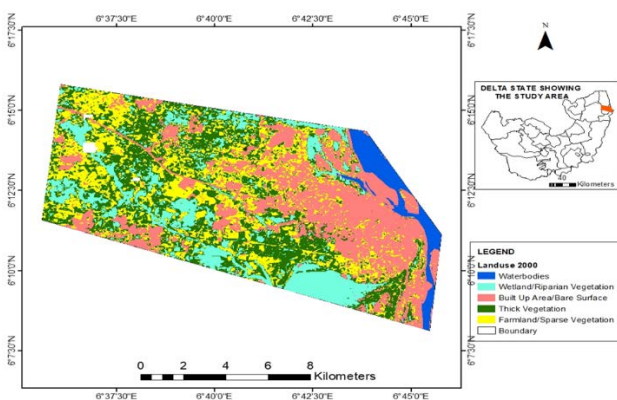 6°37'30"E 6°40'0"E 6°42'30"E 6°45'0"E
6°17'30"N
6°15'0"N
6°12'30"N
6°10'0"N
6°7'30"N
6°17'30"N
6°15'0"N
6°12'30"N
6°10'0"N
6°7'30"N
0 2 4 6 8
Kilometers
6°37'30"E 6°40'0"E 6°42'30"E 6°45'0"E
N
DELTA STATE SHOWING
THE STUDY AREA
Kilometers
LEGEND
Landuse 2000
Waterbodies
Wetland/Riparian Vegetation
Built Up Area/Bare Surface
Thick Vegetation
Farmland/Sparse Vegetation
Boundary